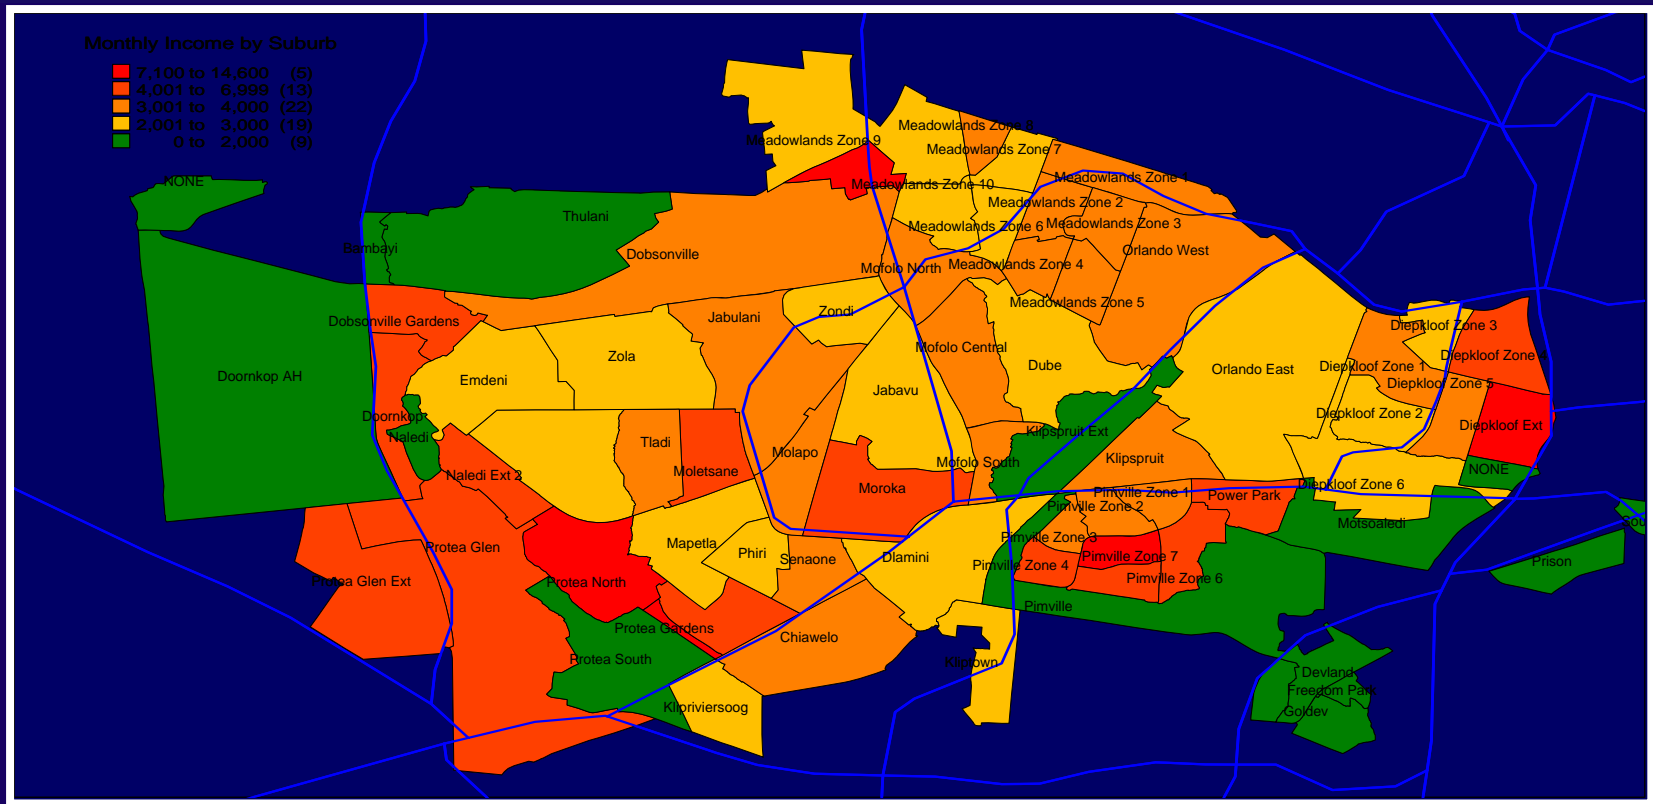 Monthly Income by Suburb
7,100 to 14,600 (5)
4,001 to 6,999 (13)
3,001 to 4,000 (22)
2,001 to 3,000 (19)
0 to 2,000 (9)
Meadowlands Zone 8
Meadowlands Zone 9
Meadowlands Zone 7
NONE
Meadowlands Zone 10
Meadowlands Zone 1
Meadowlands Zone 2
Thulani
Meadowlands Zone 6
Meadowlands Zone 3
Bambayi
Dobsonville
Orlando West
Mofolo North
Meadowlands Zone 4
Meadowlands Zone 5
Zondi
Jabulani
Dobsonville Gardens
Diepkloof Zone 3
Mofolo Central
Zola
Diepkloof Zone 4
Dube
Diepkloof Zone 1
Orlando East
Doornkop AH
Emdeni
Diepkloof Zone 5
Jabavu
Doornkop
Diepkloof Zone 2
Diepkloof Ext
Klipspruit Ext
Naledi
Tladi
Molapo
Klipspruit
Mofolo South
Moletsane
NONE
Naledi Ext 2
Diepkloof Zone 6
Moroka
Pimville Zone 1
Power Park
Pimville Zone 2
Motsoaledi
Sou
Pimville Zone 3
Mapetla
Protea Glen
Phiri
Senaone
Dlamini
Pimville Zone 7
Prison
Pimville Zone 4
Pimville Zone 6
Protea Glen Ext
Protea North
Pimville
Protea Gardens
Chiawelo
Protea South
Kliptown
Devland
Freedom Park
Klipriviersoog
Goldev